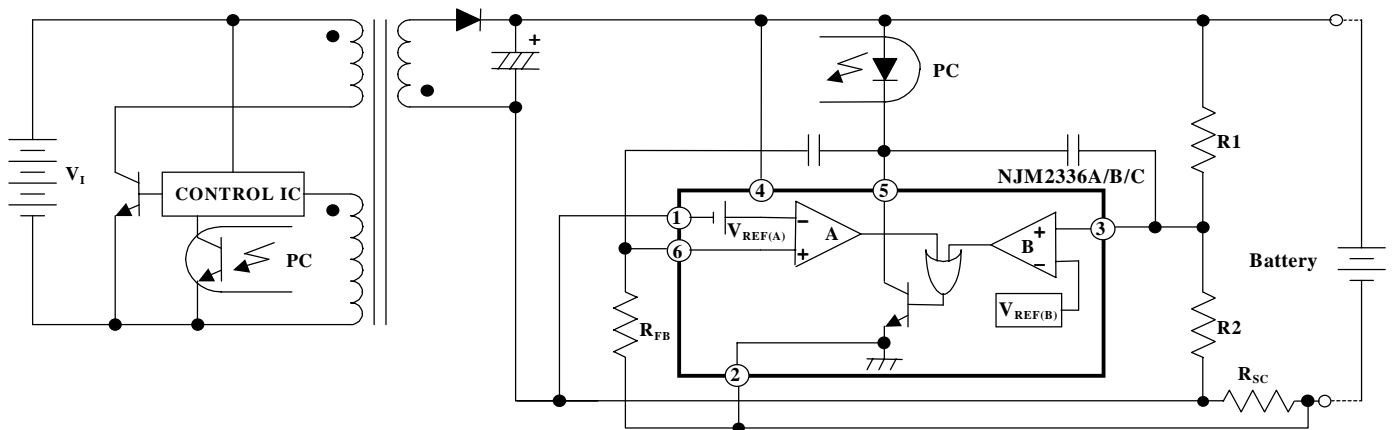 +
PC
R1
NJM2336A/B/C
V_I
CONTROL IC
4
5
1
V_REF(A)
−
A
+
B
−
3
6
+
PC
Battery
V_REF(B)
R_FB
R2
2
R_SC